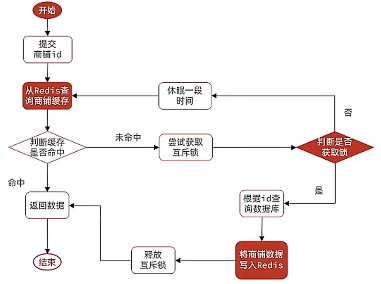 开始
提交
商铺id
从Redis查
询商铺缓存
休眠一段
时间
否
判断缓存
是否命中
未命中
尝试获取
互斥锁
判断是否
获取锁
命中
是
返回数据
根据id查
询数据库
结束
释放
互斥锁
将商铺数据
写入Redis